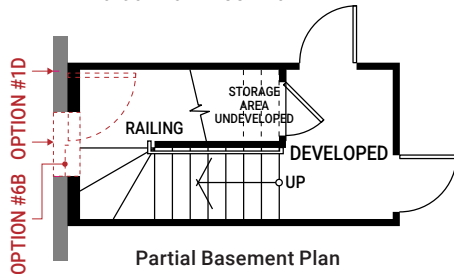 OPTION #1D
OPTION #6B
STORAGE
AREA
UNDEVELOPED
RAILING
DEVELOPED
UP
Partial Basement Plan